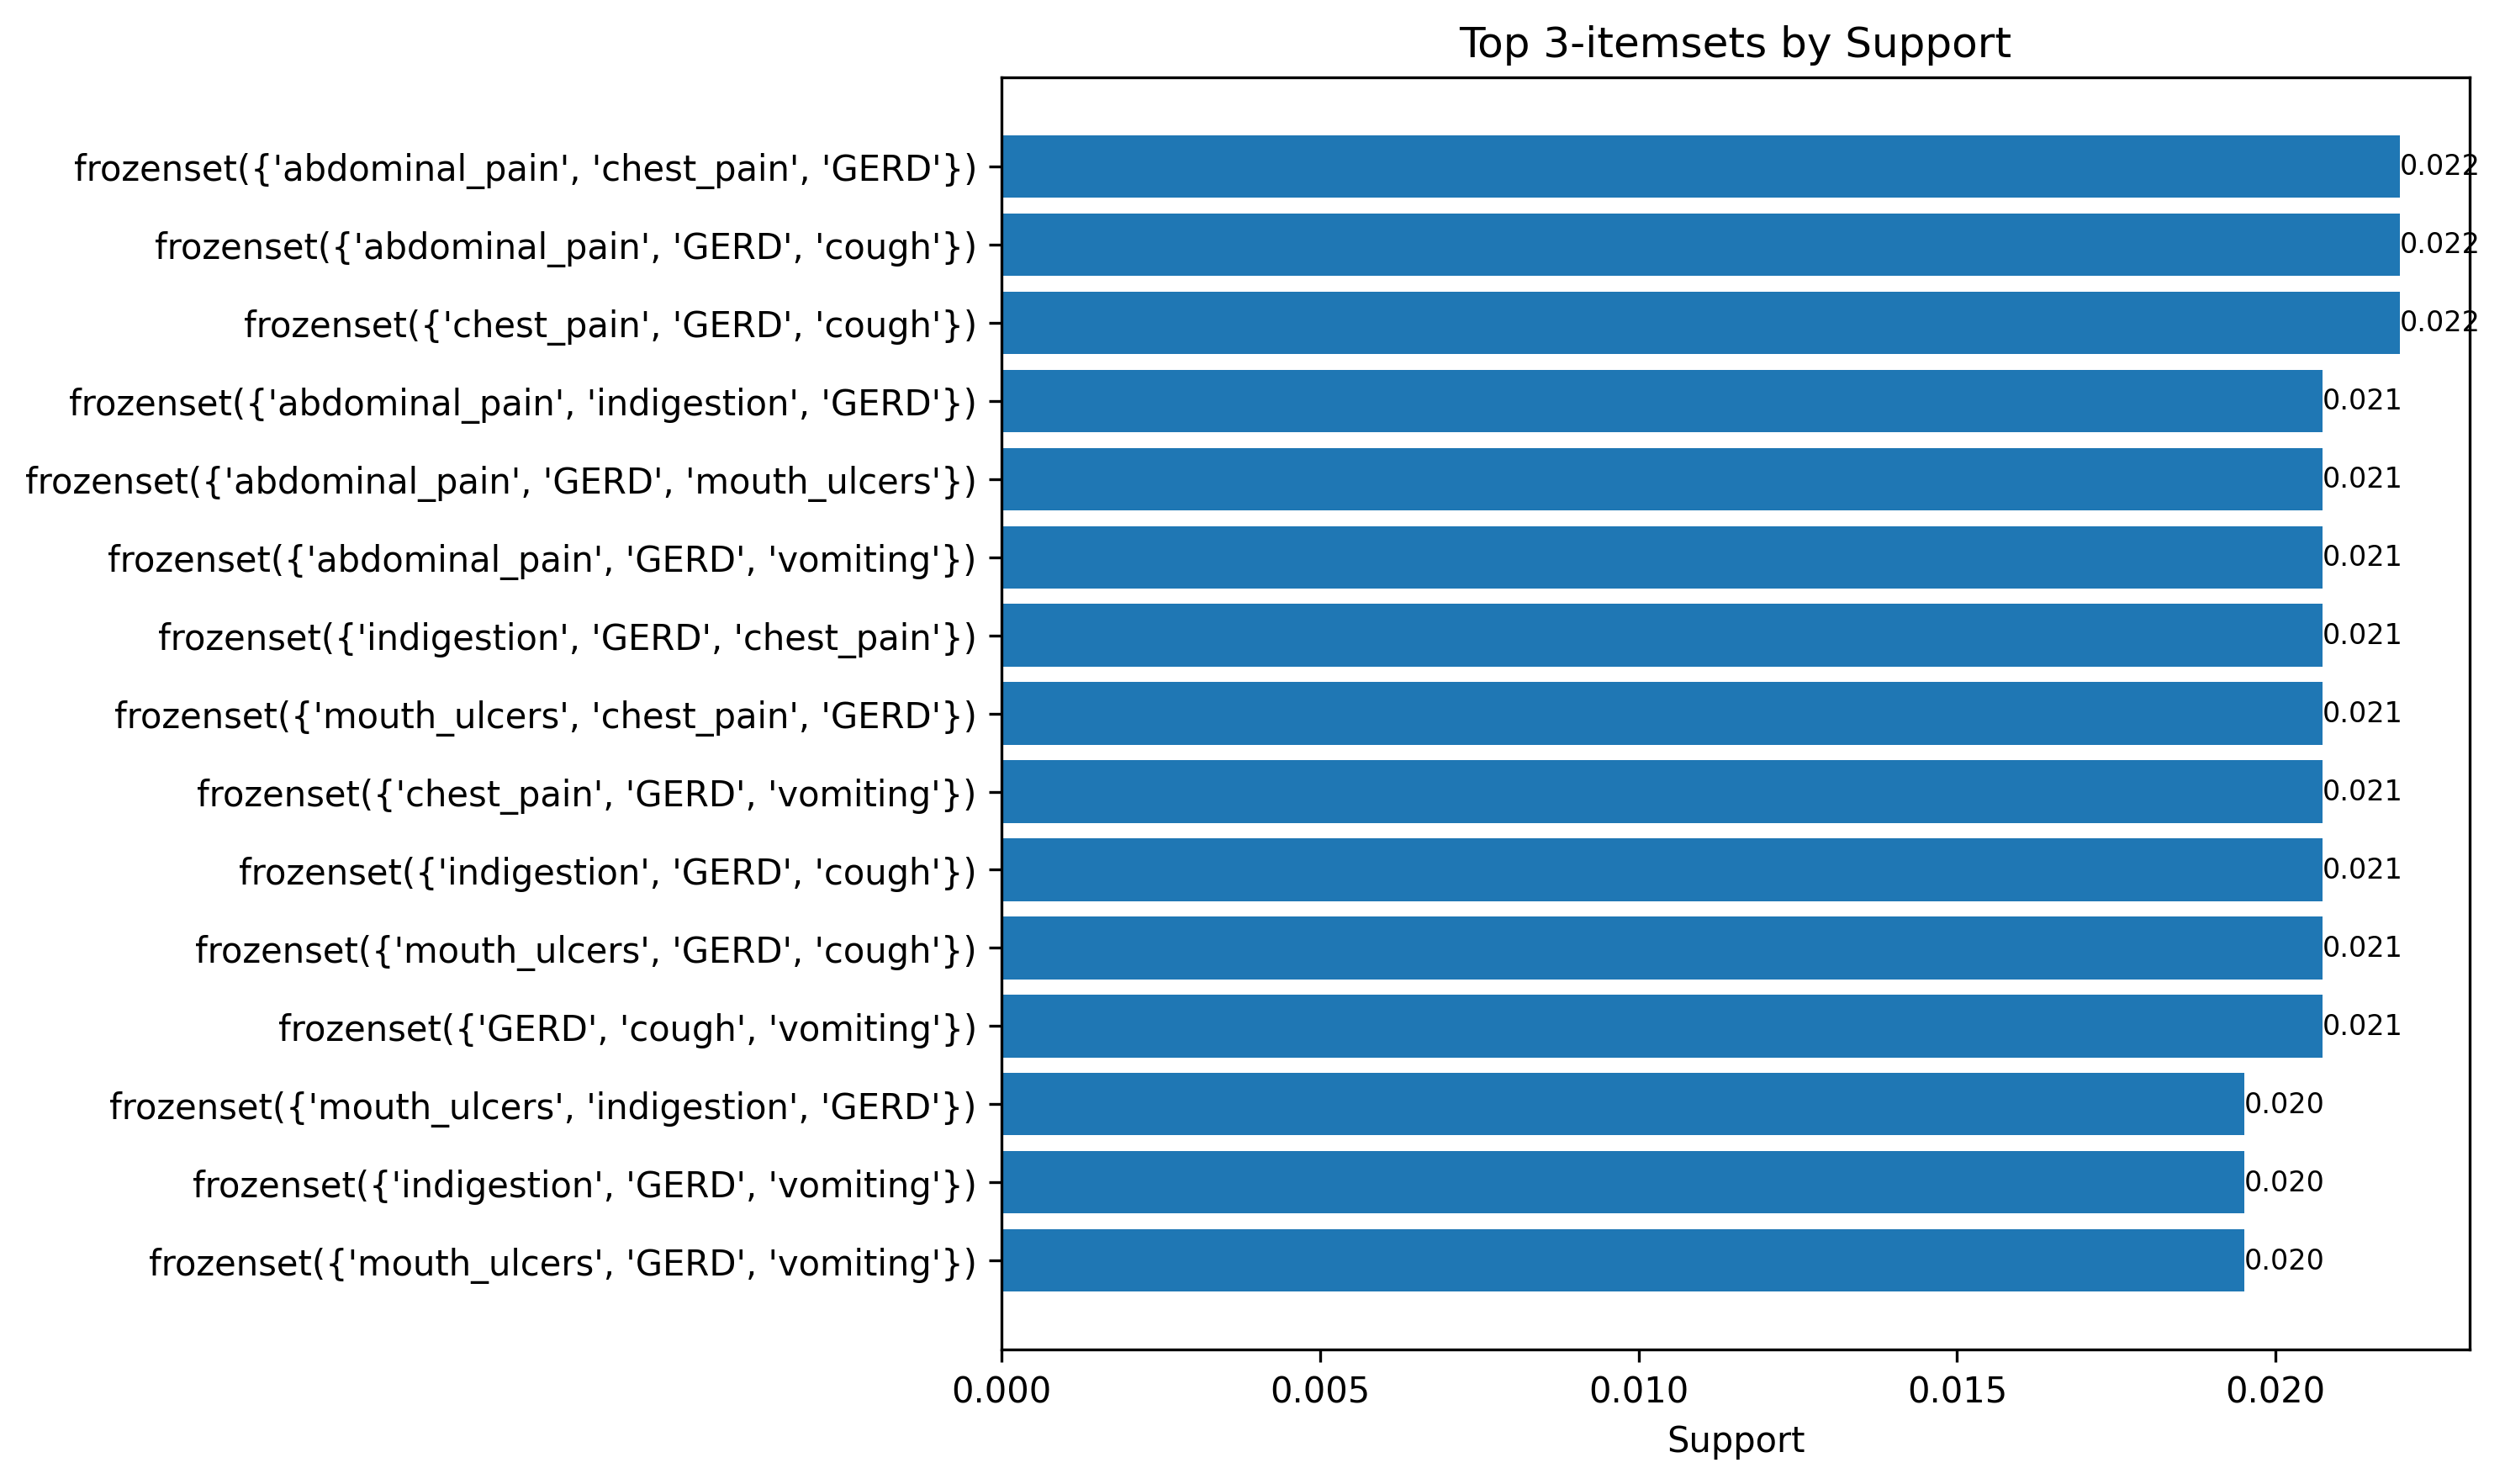 Top 3-itemsets by Support
frozenset({'abdominal_pain', 'chest_pain', 'GERD'})
0.022
frozenset({'abdominal_pain', 'GERD', 'cough'})
0.022
frozenset({'chest_pain', 'GERD', 'cough'})
0.022
frozenset({'abdominal_pain', 'indigestion', 'GERD'})
0.021
frozenset({'abdominal_pain', 'GERD', 'mouth_ulcers'})
0.021
frozenset({'abdominal_pain', 'GERD', 'vomiting'})
0.021
frozenset({'indigestion', 'GERD', 'chest_pain'})
0.021
frozenset({'mouth_ulcers', 'chest_pain', 'GERD'})
0.021
frozenset({'chest_pain', 'GERD', 'vomiting'})
0.021
frozenset({'indigestion', 'GERD', 'cough'})
0.021
frozenset({'mouth_ulcers', 'GERD', 'cough'})
0.021
frozenset({'GERD', 'cough', 'vomiting'})
0.021
frozenset({'mouth_ulcers', 'indigestion', 'GERD'})
0.020
frozenset({'indigestion', 'GERD', 'vomiting'})
0.020
frozenset({'mouth_ulcers', 'GERD', 'vomiting'})
0.020
0.000 0.005 0.010 0.015 0.020
Support